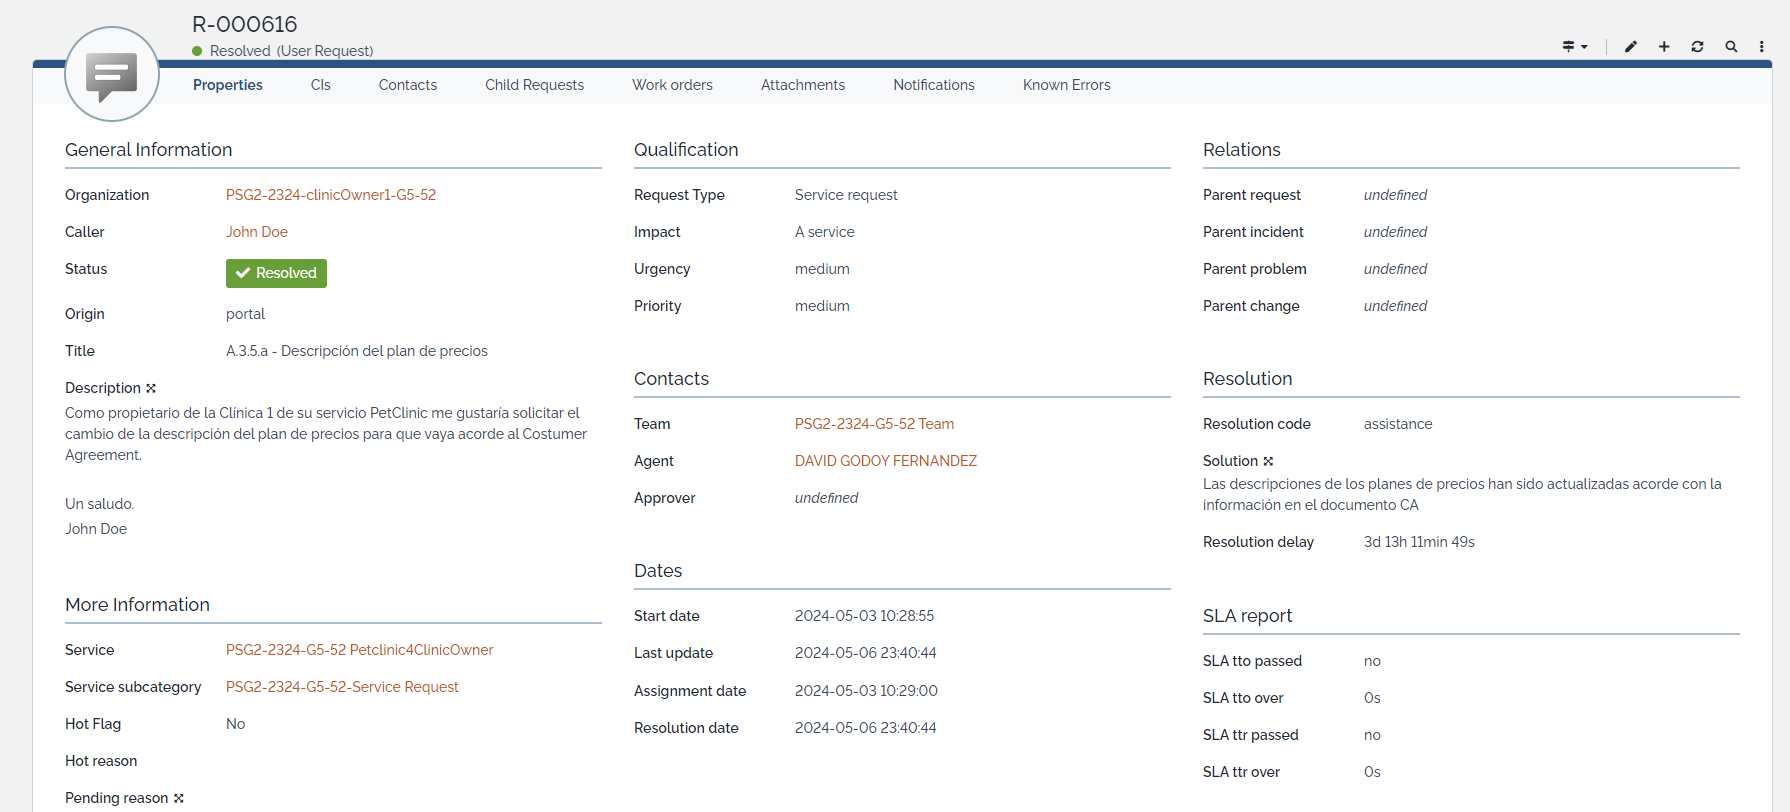 R-000616
Resolved (User Request)
Properties CIs Contacts Child Requests Work orders Attachments Notifications Known Errors
General Information
Organization PSG2-2324-clinicOwner1-G5-52
Caller John Doe
Status Resolved
Origin portal
Title A.3.5.a - Descripción del plan de precios
Description
Como propietario de la Clínica 1 de su servicio PetClinic me gustaría solicitar el
cambio de la descripción del plan de precios para que vaya acorde al Costumer
Agreement.
Un saludo.
John Doe
More Information
Service PSG2-2324-G5-52 Petclinic4ClinicOwner
Service subcategory PSG2-2324-G5-52-Service Request
Hot Flag No
Hot reason
Pending reason
Qualification
Request Type Service request
Impact A service
Urgency medium
Priority medium
Contacts
Team PSG2-2324-G5-52 Team
Agent DAVID GODOY FERNANDEZ
Approver undefined
Dates
Start date 2024-05-03 10:28:55
Last update 2024-05-06 23:40:44
Assignment date 2024-05-03 10:29:00
Resolution date 2024-05-06 23:40:44
Relations
Parent request undefined
Parent incident undefined
Parent problem undefined
Parent change undefined
Resolution
Resolution code assistance
Solution
Las descripciones de los planes de precios han sido actualizadas acorde con la
información en el documento CA
Resolution delay 3d 13h 11min 49s
SLA report
SLA tto passed no
SLA tto over 0s
SLA ttr passed no
SLA ttr over 0s